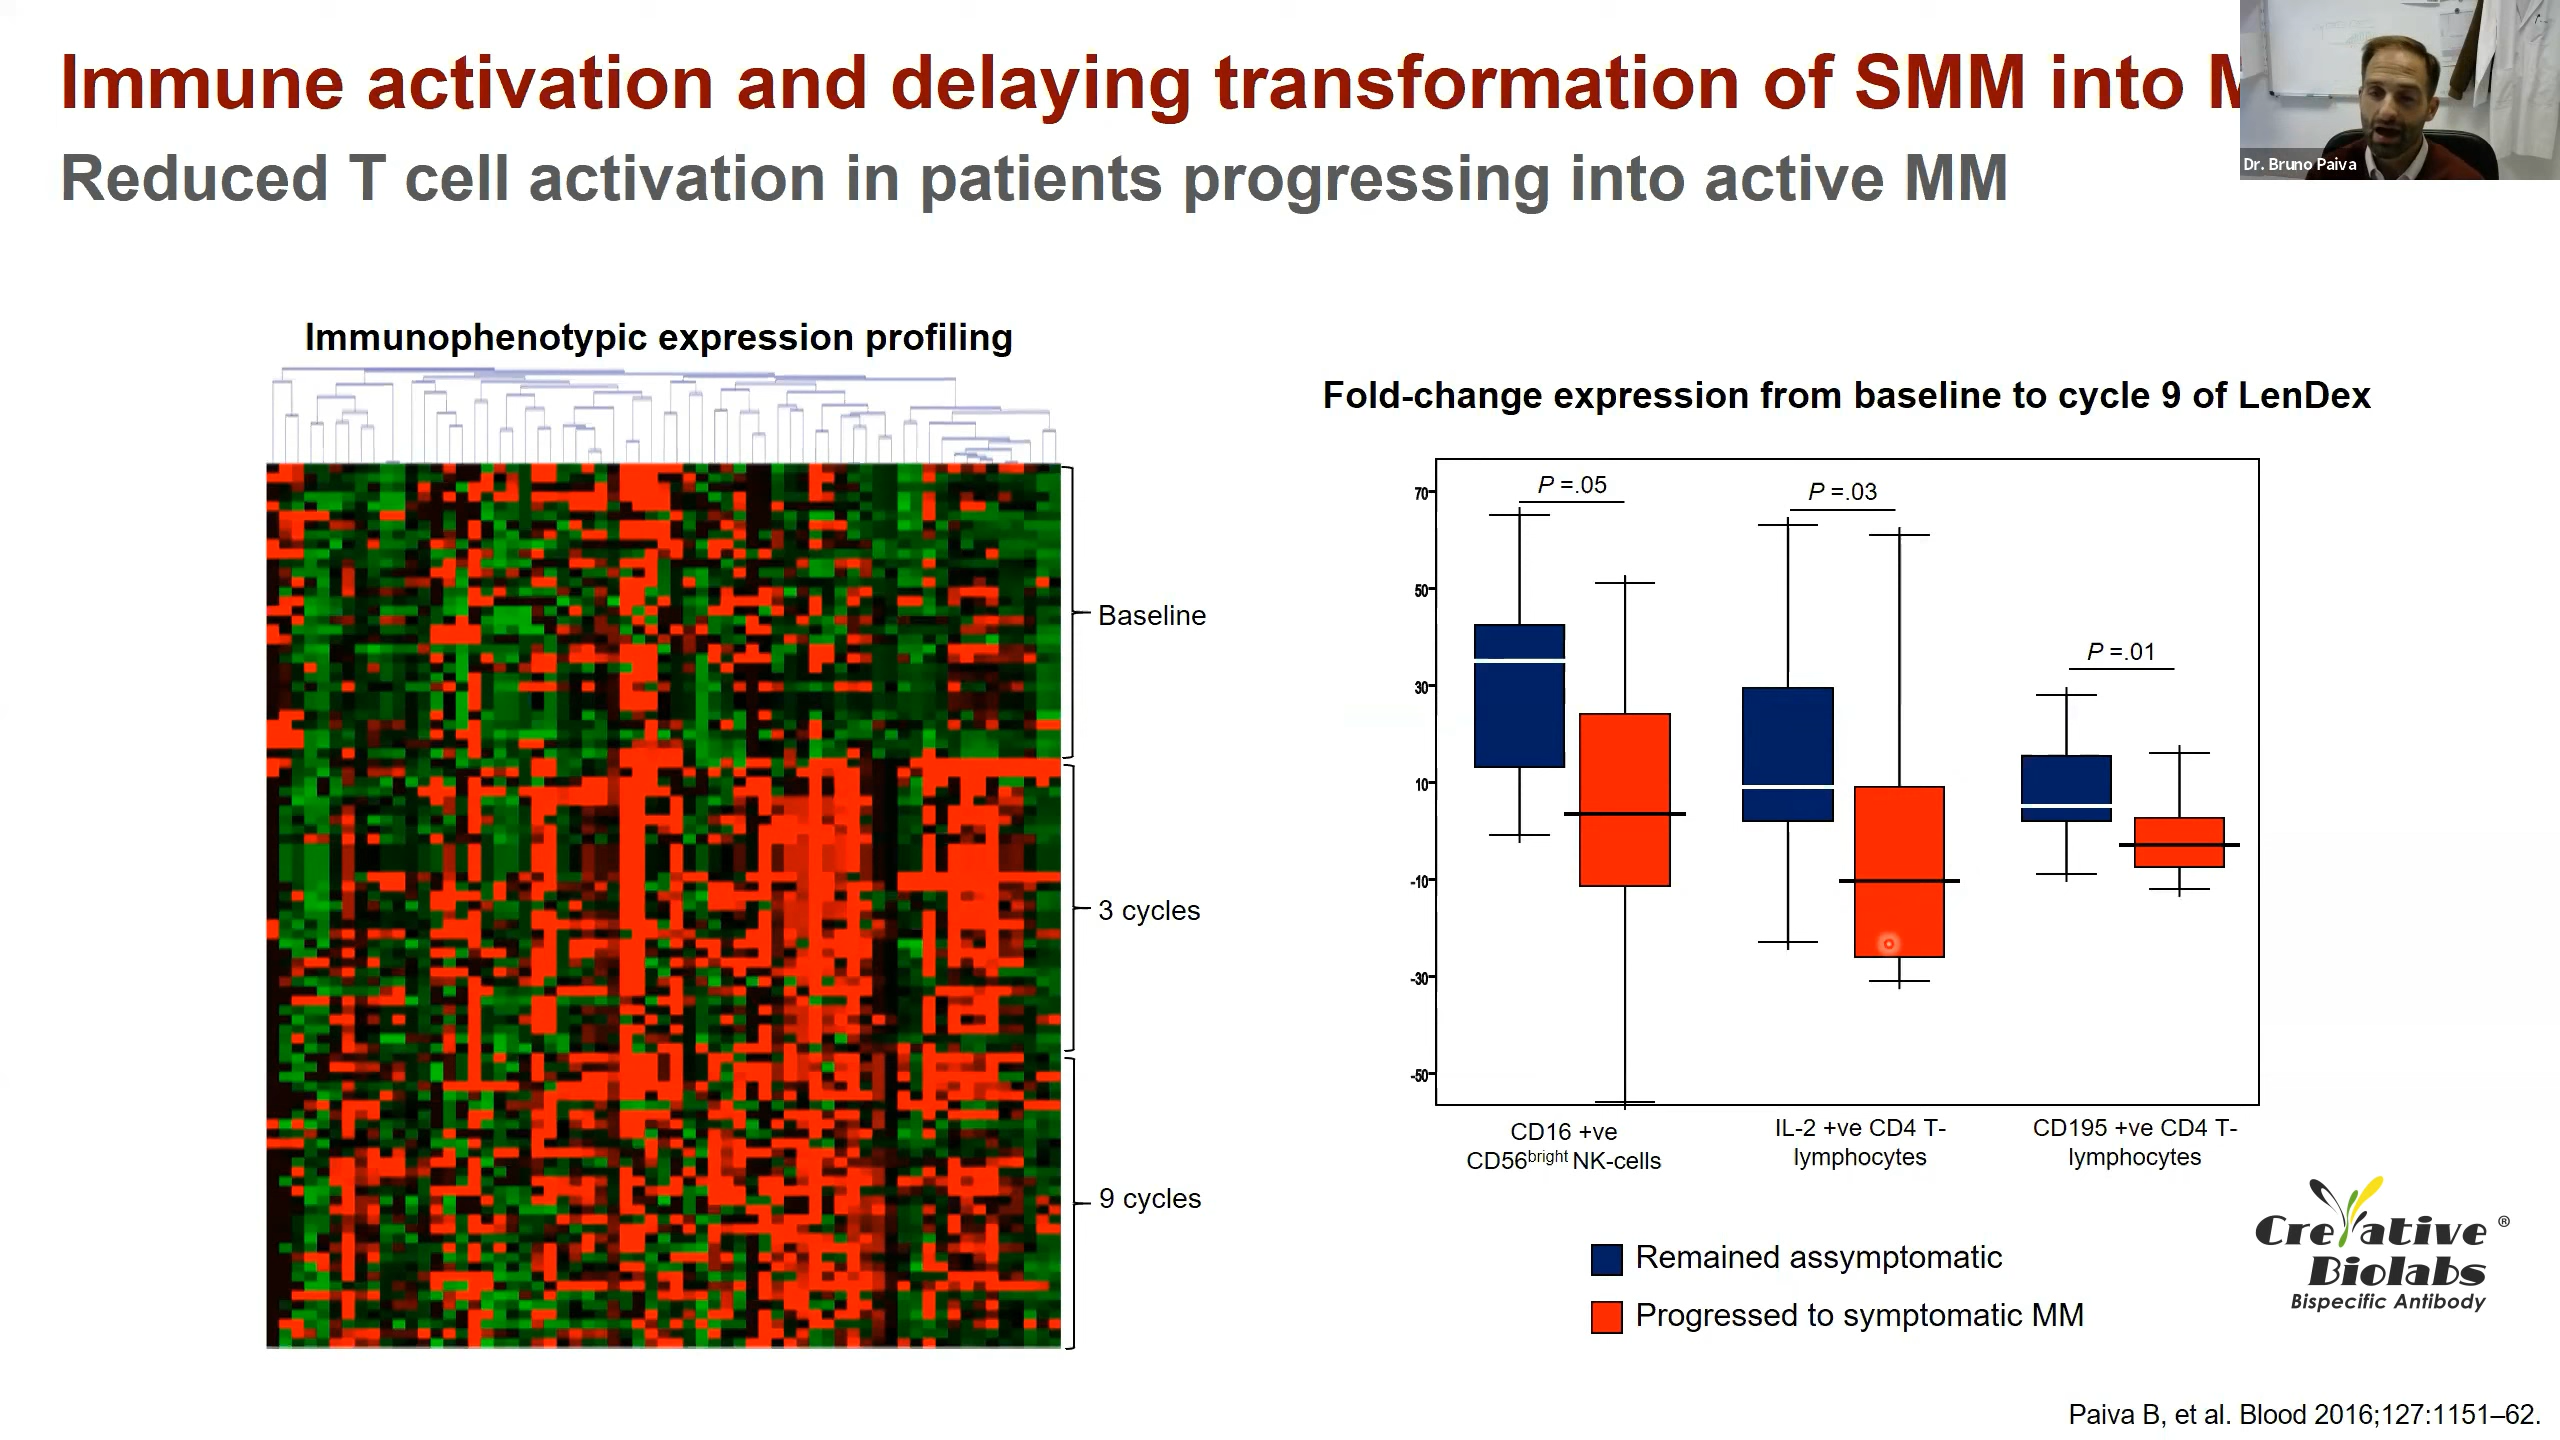 Immune activation and delaying transformation of SMM into M
Dr. Bruno Paiva
Reduced T cell activation in patients progressing into active MM
Immunophenotypic expression profiling
Baseline
3 cycles
9 cycles
Fold-change expression from baseline to cycle 9 of LenDex
70
50
30
10
-10
-30
-50
P =.05
P =.03
P =.01
CD16 +ve
CD56bright NK-cells
IL-2 +ve CD4 T-
lymphocytes
CD195 +ve CD4 T-
lymphocytes
Remained assymptomatic
Progressed to symptomatic MM
Creative ®
Biolabs
Bispecific Antibody
Paiva B, et al. Blood 2016;127:1151–62.